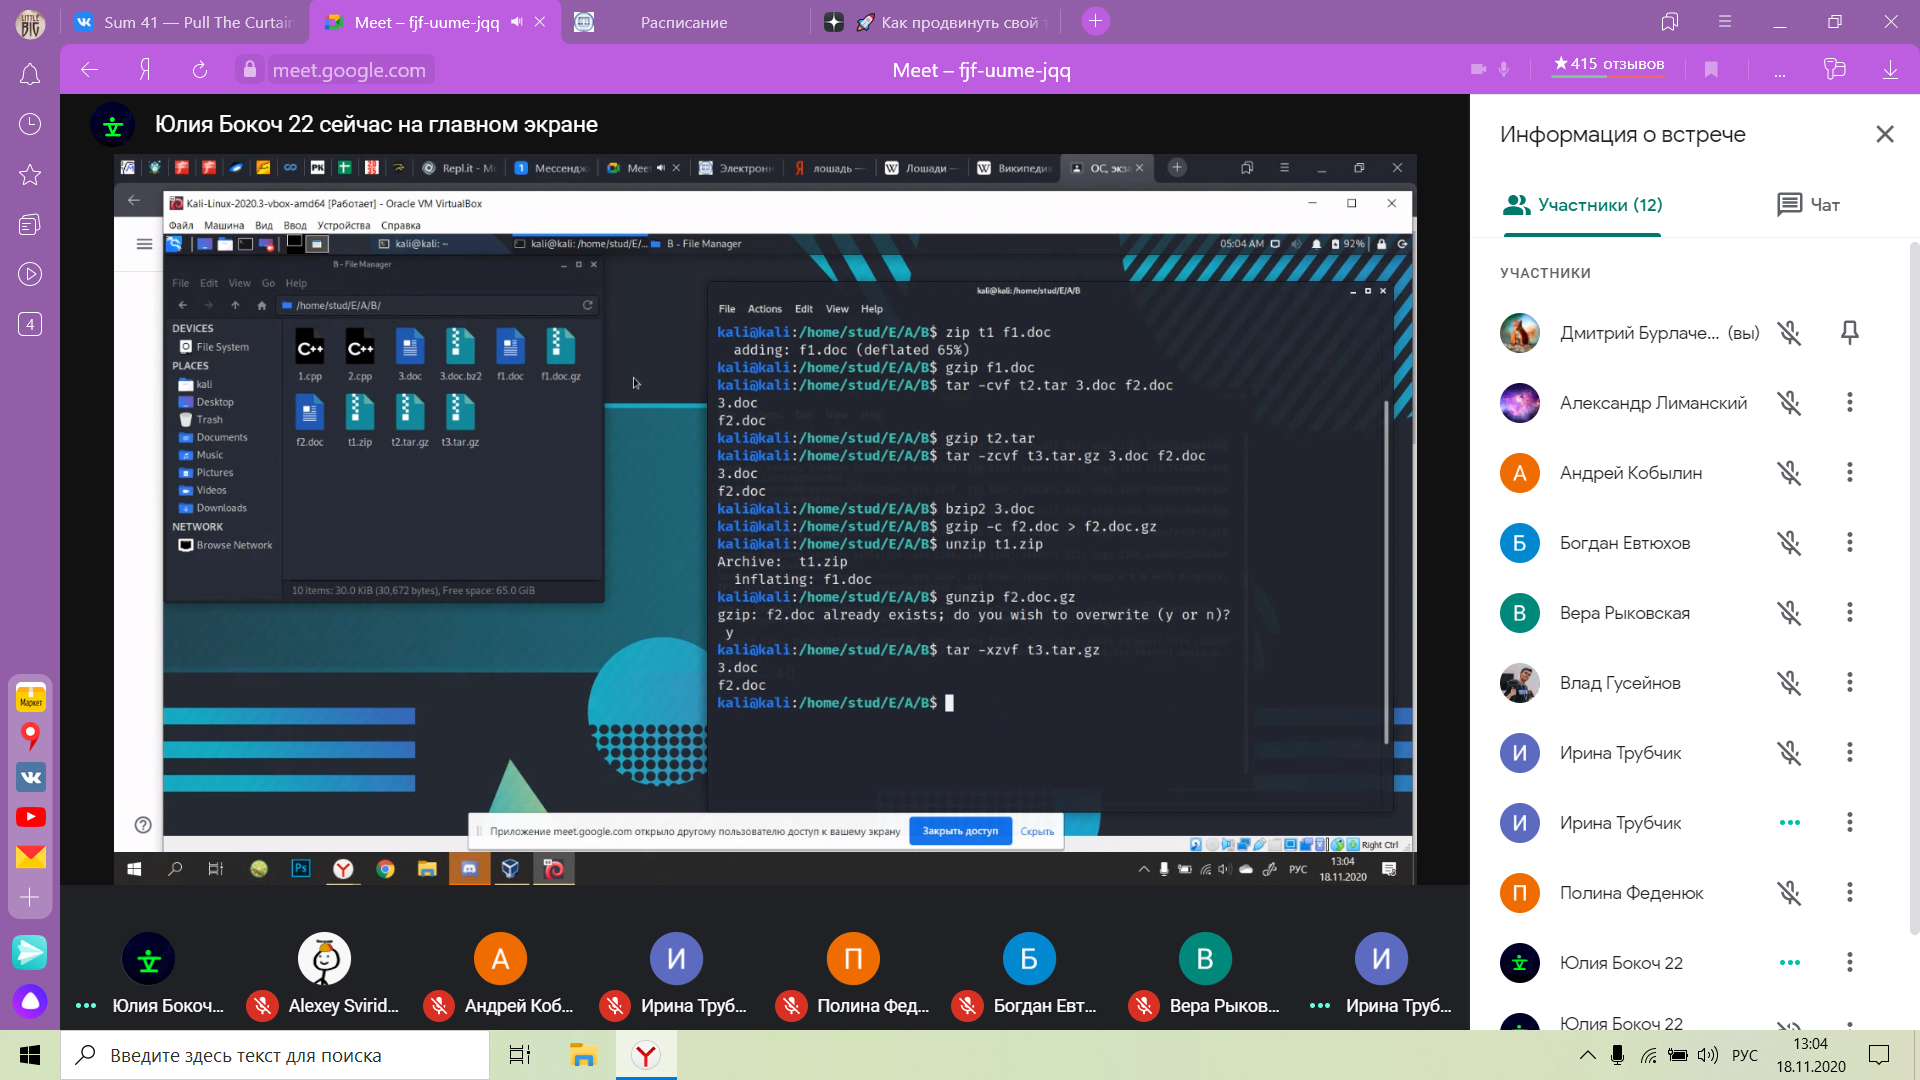 Sum 41 — Pull The Curtain
Meet – fjf-uume-jqq
Расписание
Как продвинуть свой т
meet.google.com
Meet – fjf-uume-jqq
★415 отзывов
4
Маркет
Юлия Бокоч 22 сейчас на главном экране
Repl.it - Mo
Мессендж
Meet
Электронн
лошадь —
Лошади —
Википедия
ОС, экза
Kali-Linux-2020.3-vbox-amd64 [Работает] - Oracle VM VirtualBox
Файл Машина Вид Ввод Устройства Справка
kali@kali: ~
kali@kali: /home/stud/E/...
B - File Manager
05:04 AM
92%
B - File Manager
File Edit View Go Help
/home/stud/E/A/B/
DEVICES
File System
PLACES
kali
Desktop
Trash
Documents
Music
Pictures
Videos
Downloads
NETWORK
Browse Network
1.cpp 2.cpp 3.doc 3.doc.bz2 f1.doc f1.doc.gz
f2.doc t1.zip t2.tar.gz t3.tar.gz
10 items: 30.0 KiB (30,672 bytes), Free space: 65.0 GiB
kali@kali: /home/stud/E/A/B
File Actions Edit View Help
kali@kali:/home/stud/E/A/B$ zip t1 f1.doc
adding: f1.doc (deflated 65%)
kali@kali:/home/stud/E/A/B$ gzip f1.doc
kali@kali:/home/stud/E/A/B$ tar -cvf t2.tar 3.doc f2.doc
3.doc
f2.doc
kali@kali:/home/stud/E/A/B$ gzip t2.tar
kali@kali:/home/stud/E/A/B$ tar -zcvf t3.tar.gz 3.doc f2.doc
3.doc
f2.doc
kali@kali:/home/stud/E/A/B$ bzip2 3.doc
kali@kali:/home/stud/E/A/B$ gzip -c f2.doc > f2.doc.gz
kali@kali:/home/stud/E/A/B$ unzip t1.zip
Archive:  t1.zip
inflating: f1.doc
kali@kali:/home/stud/E/A/B$ gunzip f2.doc.gz
gzip: f2.doc already exists; do you wish to overwrite (y or n)?
y
kali@kali:/home/stud/E/A/B$ tar -xzvf t3.tar.gz
3.doc
f2.doc
kali@kali:/home/stud/E/A/B$
Приложение meet.google.com открыло другому пользователю доступ к вашему экрану
Закрыть доступ
Скрыть
Right Ctrl
РУС
13:04
18.11.2020
Юлия Бокоч...
Alexey Svirid...
Андрей Коб...
Ирина Труб...
Полина Фед...
Богдан Евт...
Вера Рыков...
Ирина Труб...
Информация о встрече
Участники (12)
Чат
УЧАСТНИКИ
Дмитрий Бурлаче... (вы)
Александр Лиманский
Андрей Кобылин
Богдан Евтюхов
Вера Рыковская
Влад Гусейнов
Ирина Трубчик
Ирина Трубчик
Полина Феденюк
Юлия Бокоч 22
Юлия Бокоч 22
Введите здесь текст для поиска
РУС
13:04
18.11.2020